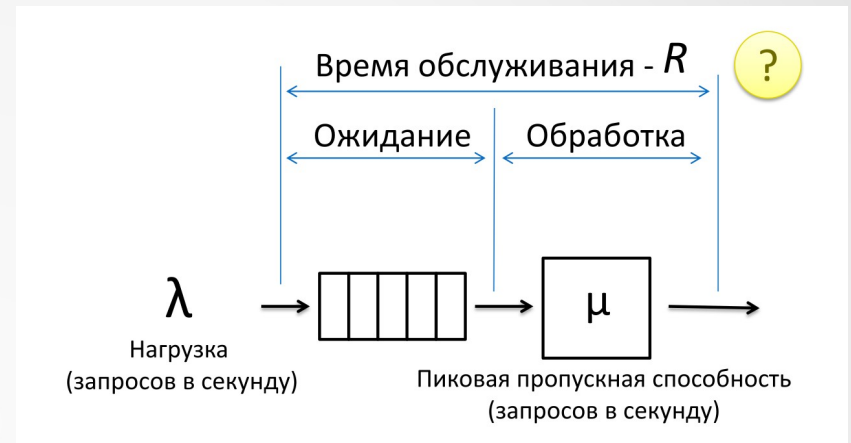 Время обслуживания - R
?
Ожидание
Обработка
λ
μ
Нагрузка
(запросов в секунду)
Пиковая пропускная способность
(запросов в секунду)